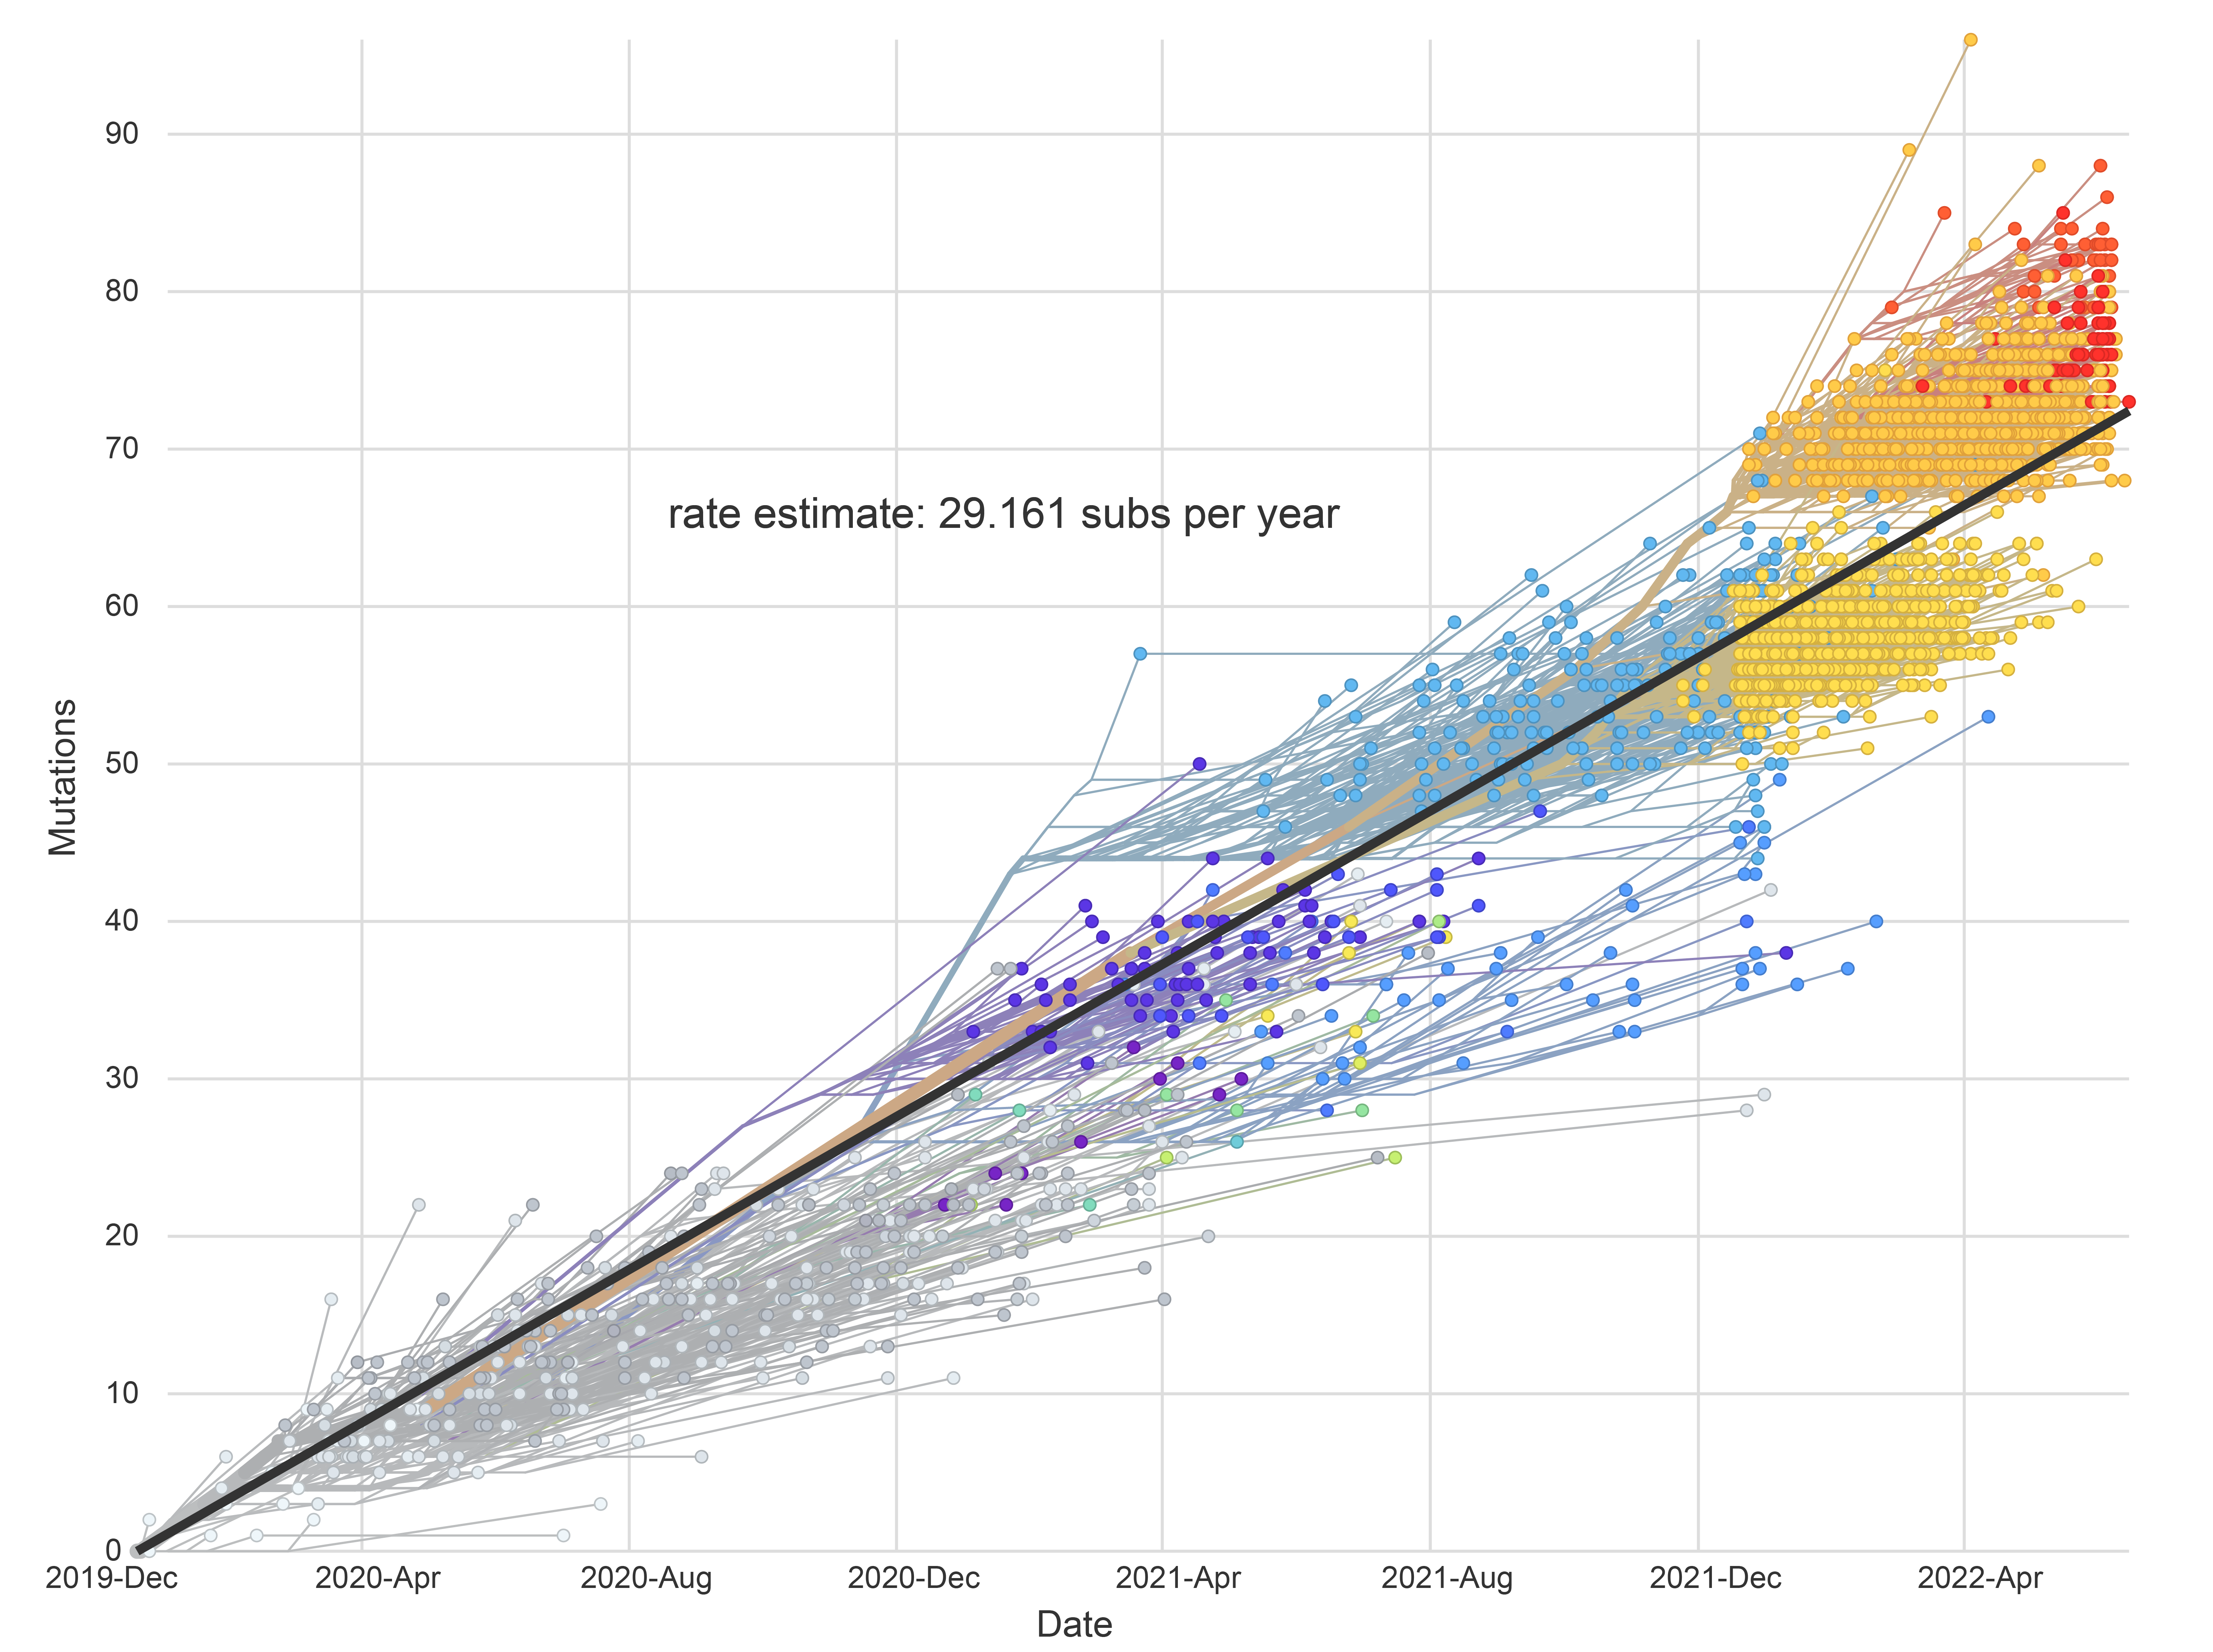 90
80
70
rate estimate: 29.161 subs per year
60
Mutations
50
40
30
20
10
0
2019-Dec 2020-Apr 2020-Aug 2020-Dec 2021-Apr 2021-Aug 2021-Dec 2022-Apr
Date